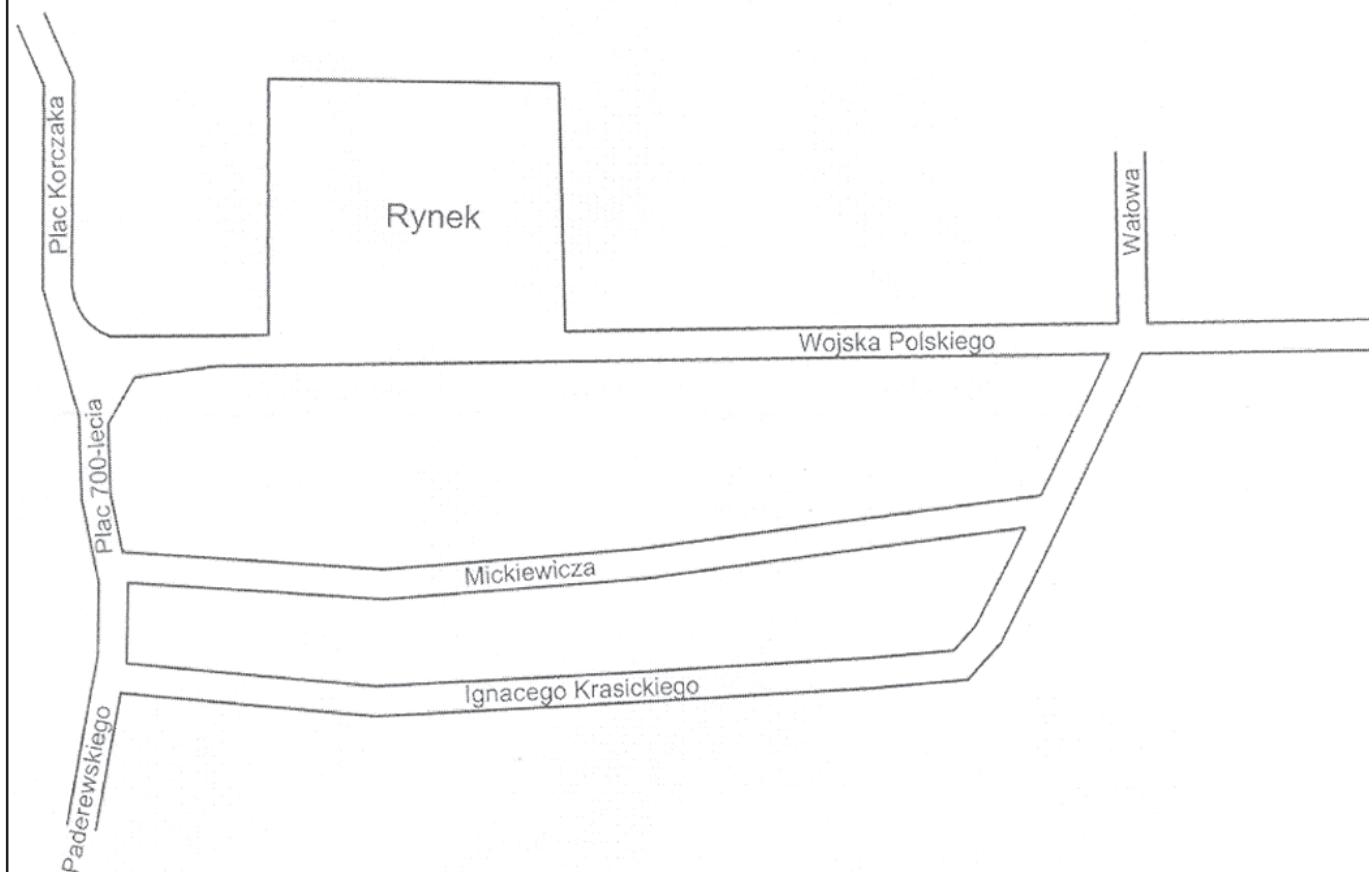 Plac Korczaka
Rynek
Wałowa
Wojska Polskiego
Plac 700-lecia
Mickiewicza
Ignacego Krasickiego
Paderewskiego